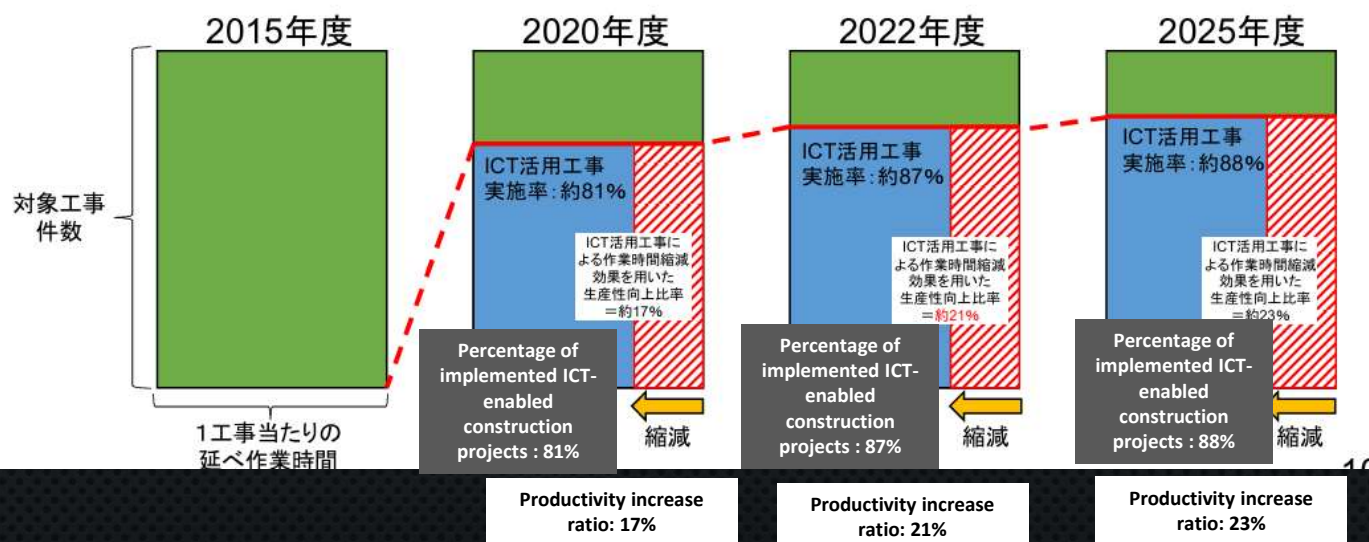 2015年度
対象工事
件数
1工事当たりの
延べ作業時間
2020年度
ICT活用工事
実施率：約81%
ICT活用工事に
よる作業時間縮減
効果を用いた
生産性向上比率
＝約17%
Percentage of
implemented ICT-
enabled
construction
projects : 81%
縮減
Productivity increase
ratio: 17%
2022年度
ICT活用工事
実施率：約87%
ICT活用工事に
よる作業時間縮減
効果を用いた
生産性向上比率
＝約21%
Percentage of
implemented ICT-
enabled
construction
projects : 87%
縮減
Productivity increase
ratio: 21%
2025年度
ICT活用工事
実施率：約88%
ICT活用工事に
よる作業時間縮減
効果を用いた
生産性向上比率
＝約23%
Percentage of
implemented ICT-
enabled
construction
projects : 88%
縮減
Productivity increase
ratio: 23%